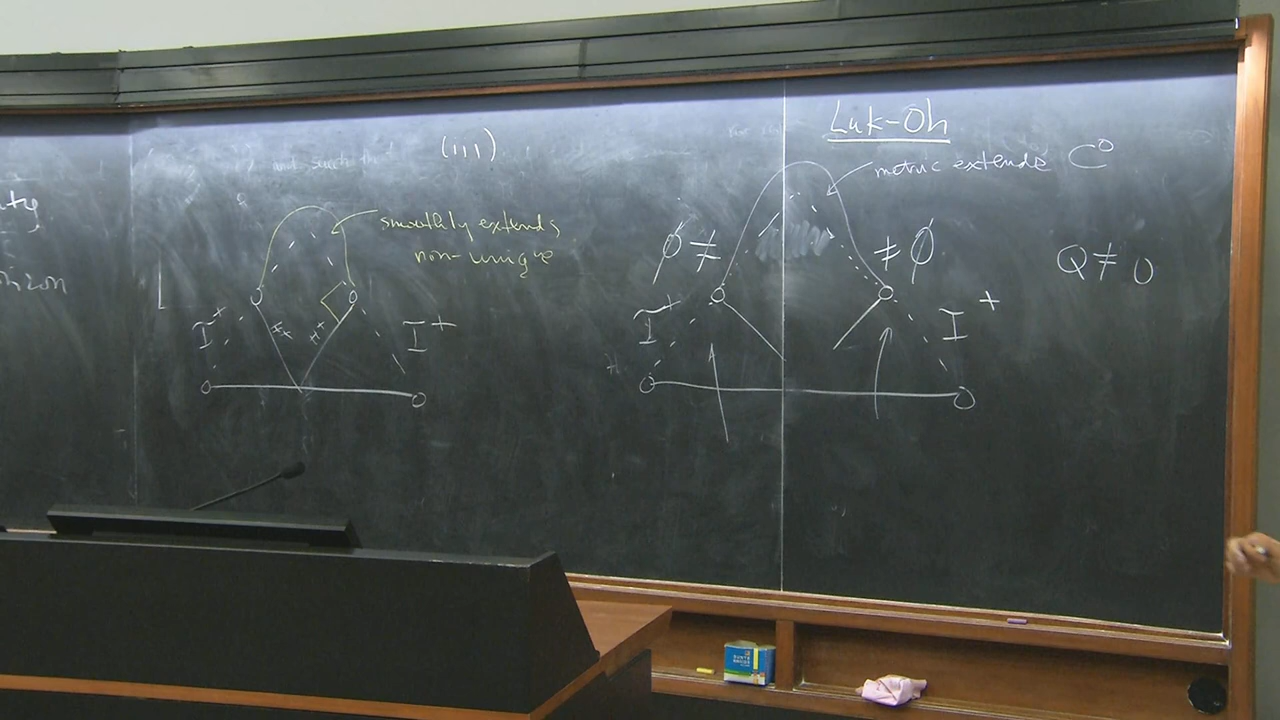 (III)
smoothly extends
non-unique
I+
H+
I+
Luk-Oh
metric extends C⁰
∅ ≠
≠ ∅
Q ≠ 0
I+
I+